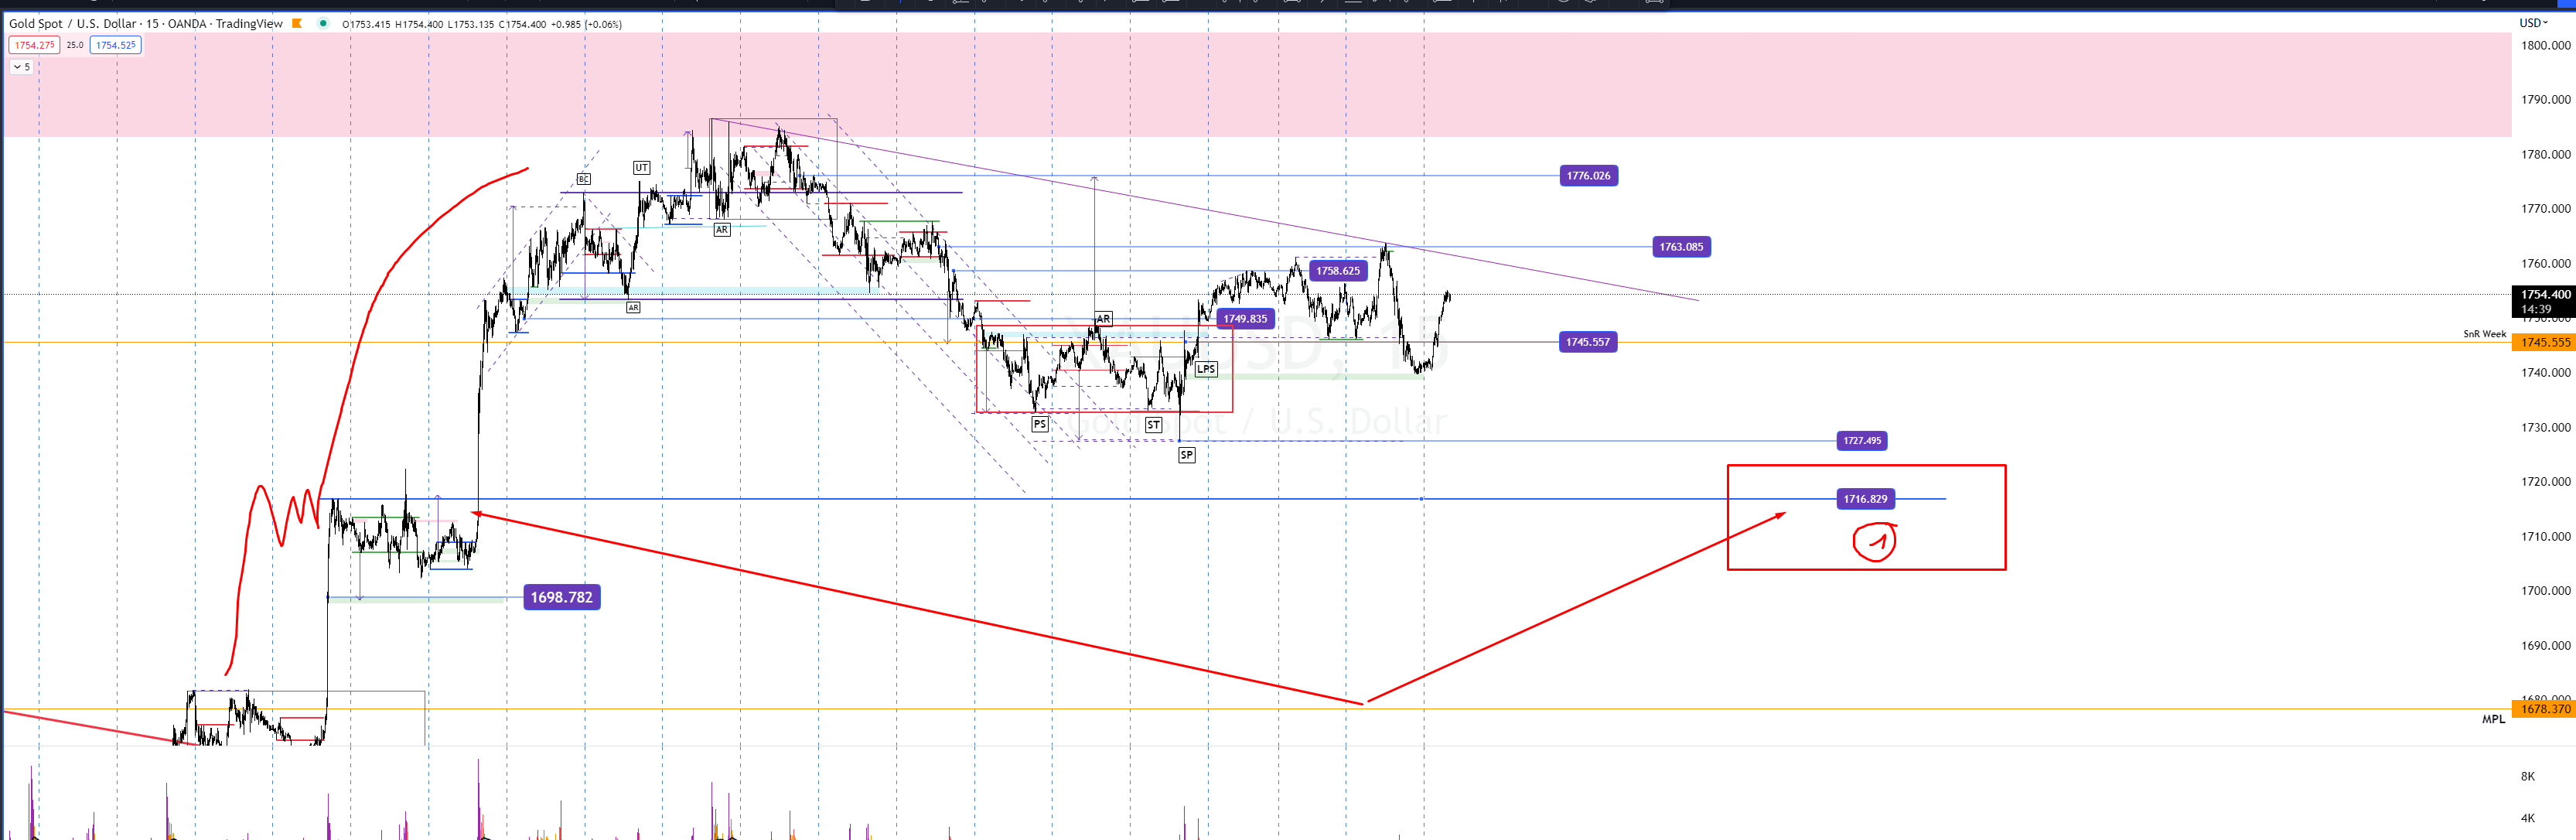 Gold Spot / U.S. Dollar · 15 · OANDA · TradingView O1753.415 H1754.400 L1753.135 C1754.400 +0.985 (+0.06%)
USD
1754.275 25.0 1754.525
5
1800.000
1790.000
1780.000
1776.026
1770.000
1763.085
1760.000
1758.625
1754.400
14:39
1749.835
SnR Week
1745.555
1745.557
1740.000
1730.000
1727.495
1720.000
1716.829
1710.000
1
1700.000
1698.782
1690.000
1678.370
MPL
8K
4K
BC
UT
AR
AR
AR
PS
ST
SP
LPS
XAUUSD, 15
Gold Spot / U.S. Dollar